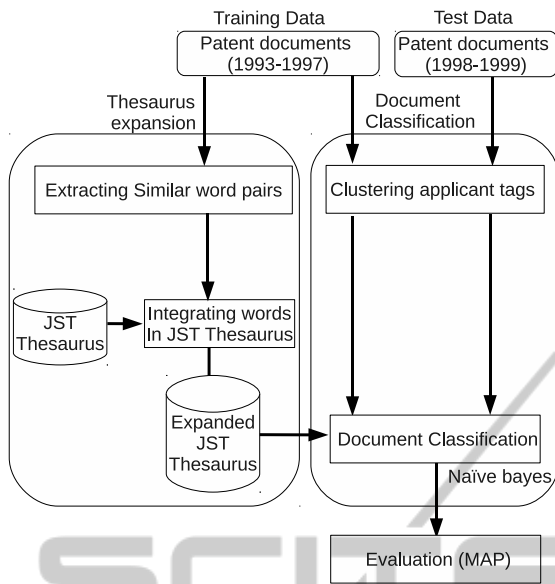 Training Data
Test Data
Patent documents
(1993-1997)
Patent documents
(1998-1999)
Thesaurus
expansion
Document
Classification
Extracting Similar word pairs
Clustering applicant tags
JST
Thesaurus
Integrating words
In JST Thesaurus
Expanded
JST
Thesaurus
Document Classification
Naïve bayes
Evaluation (MAP)